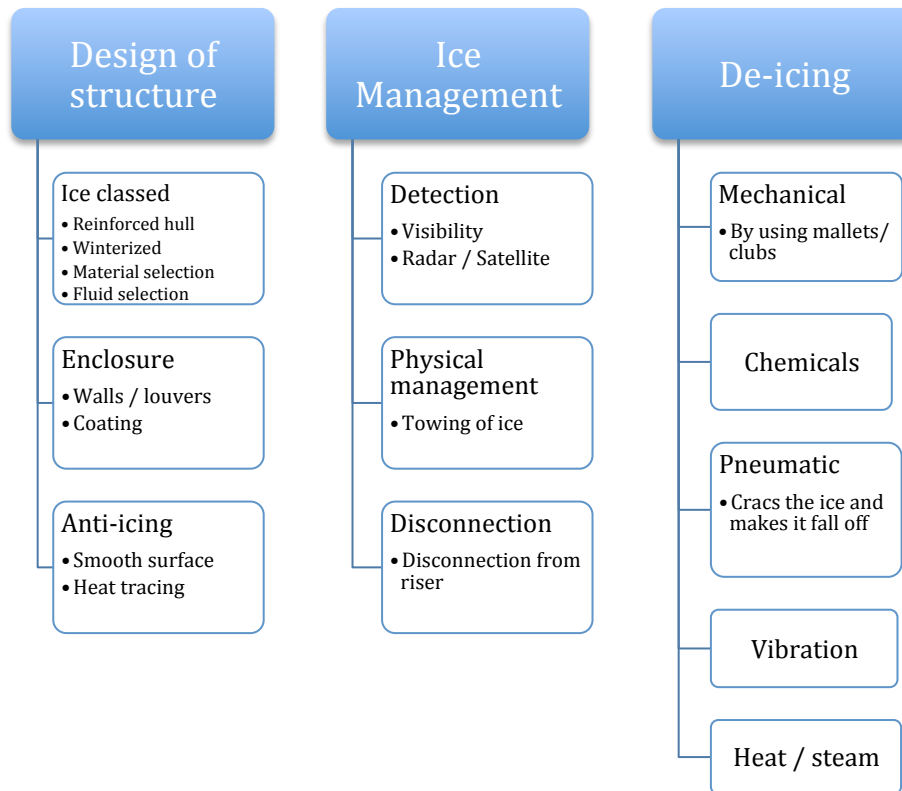 Design of
structure
Ice classed
• Reinforced hull
• Winterized
• Material selection
• Fluid selection
Enclosure
• Walls / louvers
• Coating
Anti-icing
• Smooth surface
• Heat tracing
Ice
Management
Detection
• Visibility
• Radar / Satellite
Physical
management
• Towing of ice
Disconnection
• Disconnection from
riser
De-icing
Mechanical
• By using mallets/
clubs
Chemicals
Pneumatic
• Cracs the ice and
makes it fall off
Vibration
Heat / steam